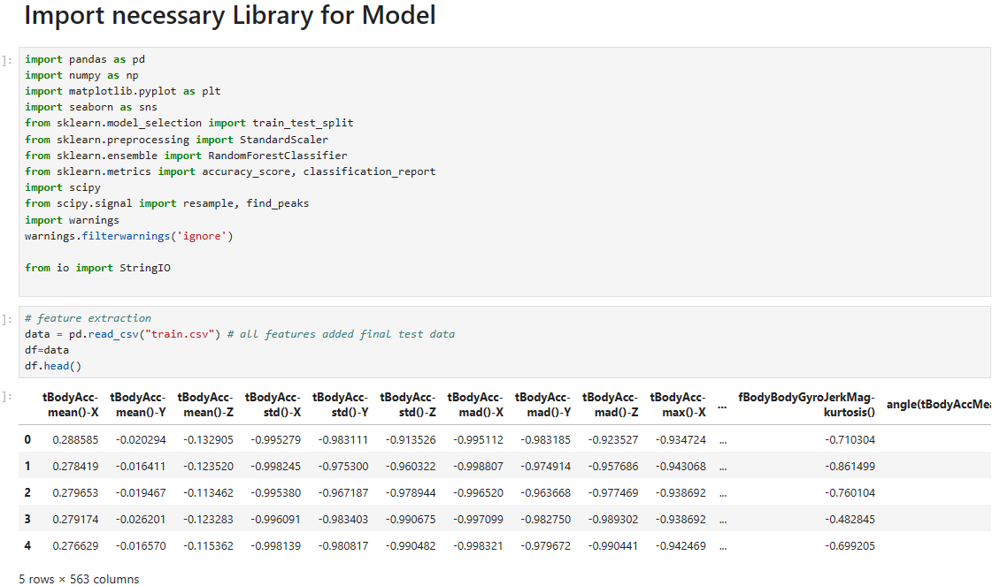 Import necessary Library for Model
]:
import pandas as pd
import numpy as np
import matplotlib.pyplot as plt
import seaborn as sns
from sklearn.model_selection import train_test_split
from sklearn.preprocessing import StandardScaler
from sklearn.ensemble import RandomForestClassifier
from sklearn.metrics import accuracy_score, classification_report
import scipy
from scipy.signal import resample, find_peaks
import warnings
warnings.filterwarnings('ignore')
from io import StringIO
]:
# feature extraction
data = pd.read_csv("train.csv") # all features added final test data
df=data
df.head()
]:
tBodyAcc- tBodyAcc- tBodyAcc- tBodyAcc- tBodyAcc- tBodyAcc- tBodyAcc- tBodyAcc- tBodyAcc- tBodyAcc- ... fBodyBodyGyroJerkMag- angle(tBodyAccMea
mean()-X mean()-Y mean()-Z std()-X std()-Y std()-Z mad()-X mad()-Y mad()-Z max()-X kurtosis()
0 0.288585 -0.020294 -0.132905 -0.995279 -0.983111 -0.913526 -0.995112 -0.983185 -0.923527 -0.934724 ... -0.710304
1 0.278419 -0.016411 -0.123520 -0.998245 -0.975300 -0.960322 -0.998807 -0.974914 -0.957686 -0.943068 ... -0.861499
2 0.279653 -0.019467 -0.113462 -0.995380 -0.967187 -0.978944 -0.996520 -0.963668 -0.977469 -0.938692 ... -0.760104
3 0.279174 -0.026201 -0.123283 -0.996091 -0.983403 -0.990675 -0.997099 -0.982750 -0.989302 -0.938692 ... -0.482845
4 0.276629 -0.016570 -0.115362 -0.998139 -0.980817 -0.990482 -0.998321 -0.979672 -0.990441 -0.942469 ... -0.699205
5 rows × 563 columns